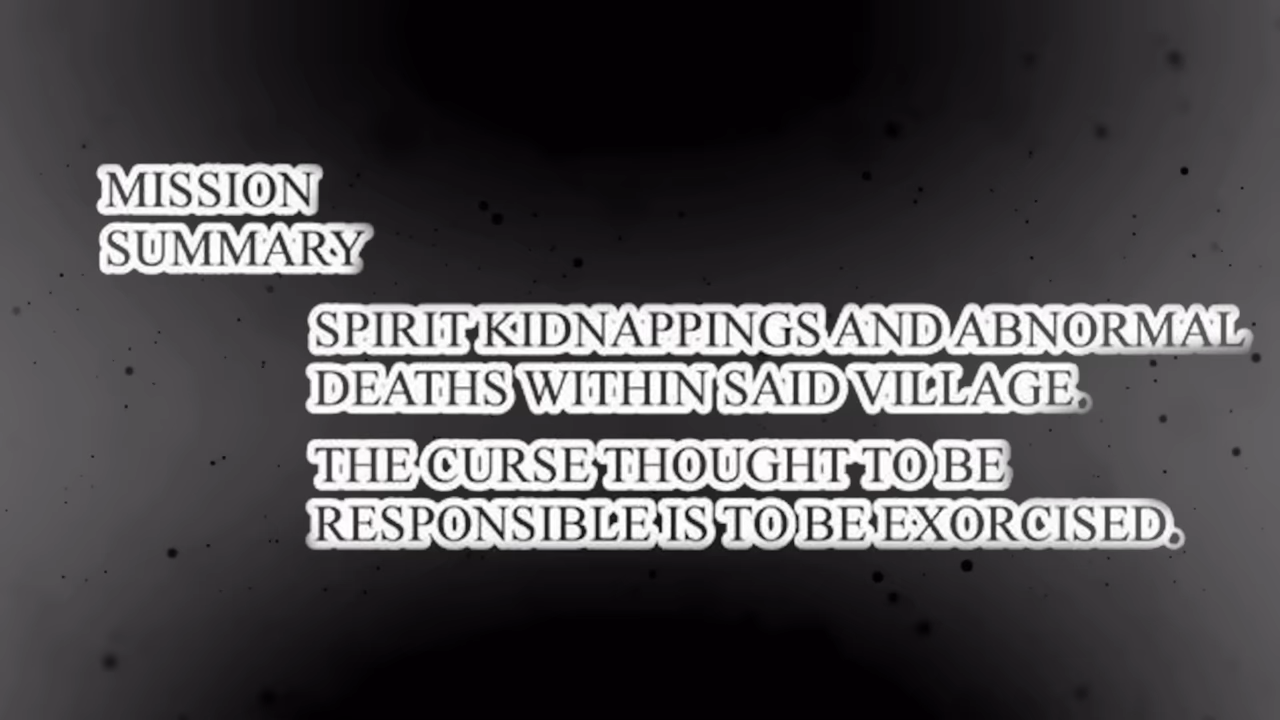 MISSION
SUMMARY
SPIRIT KIDNAPPINGS AND ABNORMAL
DEATHS WITHIN SAID VILLAGE.
THE CURSE THOUGHT TO BE
RESPONSIBLE IS TO BE EXORCISED.